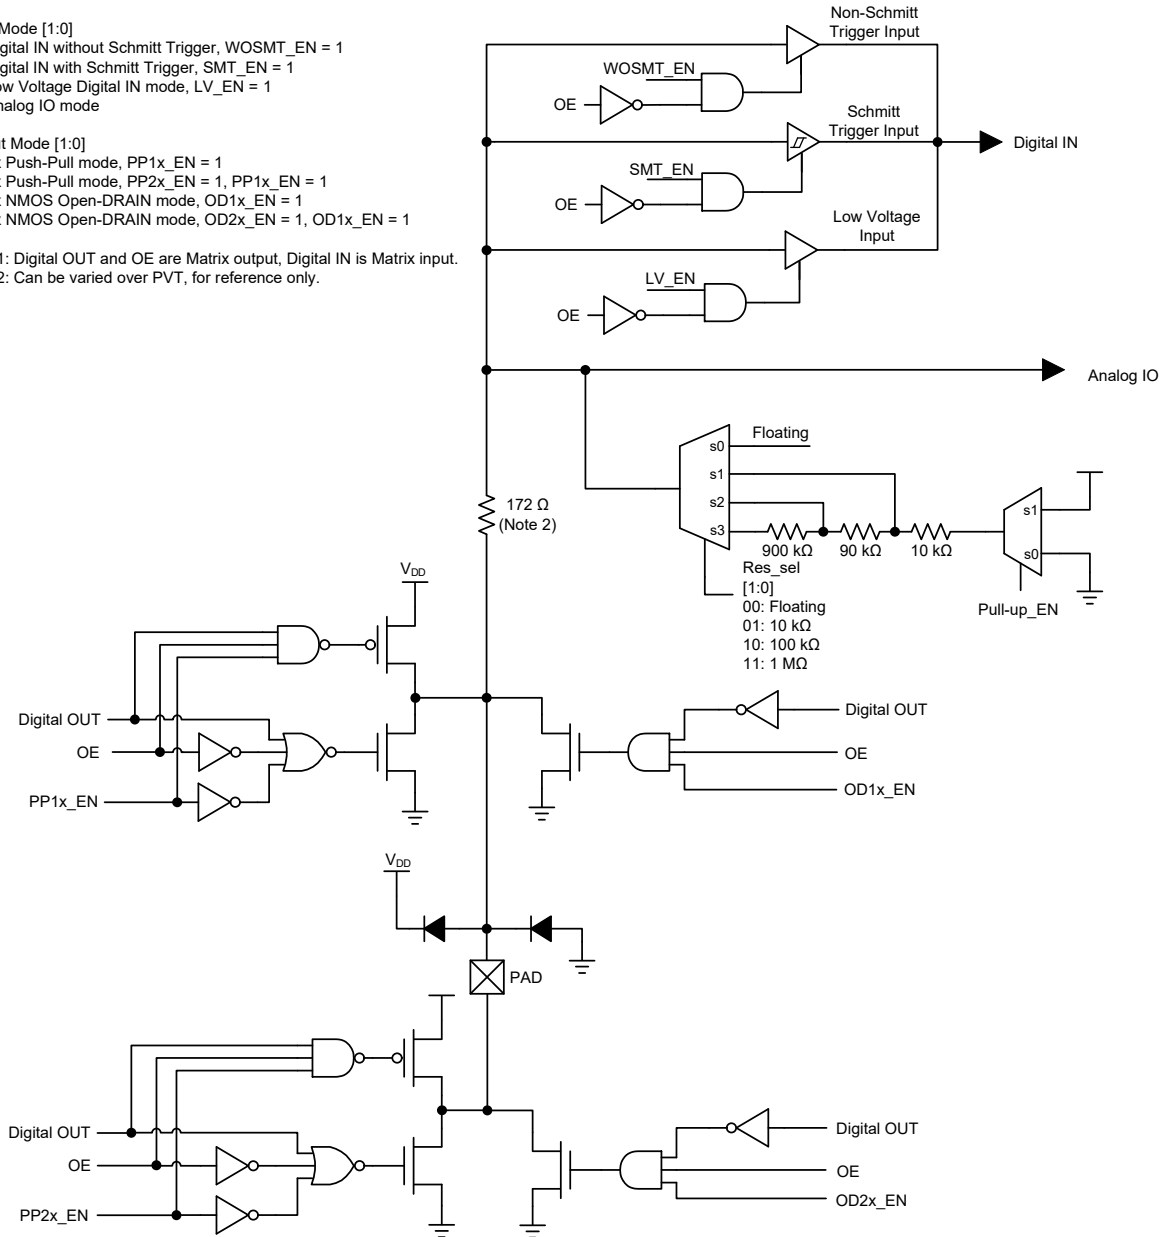 Mode [1:0]
gital IN without Schmitt Trigger, WOSMT_EN = 1
gital IN with Schmitt Trigger, SMT_EN = 1
ow Voltage Digital IN mode, LV_EN = 1
nalog IO mode
ut Mode [1:0]
x Push-Pull mode, PP1x_EN = 1
x Push-Pull mode, PP2x_EN = 1, PP1x_EN = 1
x NMOS Open-DRAIN mode, OD1x_EN = 1
x NMOS Open-DRAIN mode, OD2x_EN = 1, OD1x_EN = 1
1: Digital OUT and OE are Matrix output, Digital IN is Matrix input.
2: Can be varied over PVT, for reference only.
Non-Schmitt
Trigger Input
WOSMT_EN
OE
Schmitt
Trigger Input
Digital IN
SMT_EN
OE
Low Voltage
Input
LV_EN
OE
Analog IO
Floating
s0
s1
s2
s3
172 Ω
(Note 2)
900 kΩ
90 kΩ
10 kΩ
s1
s0
Pull-up_EN
Res_sel
[1:0]
00: Floating
01: 10 kΩ
10: 100 kΩ
11: 1 MΩ
VDD
Digital OUT
OE
PP1x_EN
Digital OUT
OE
OD1x_EN
VDD
PAD
Digital OUT
OE
PP2x_EN
Digital OUT
OE
OD2x_EN